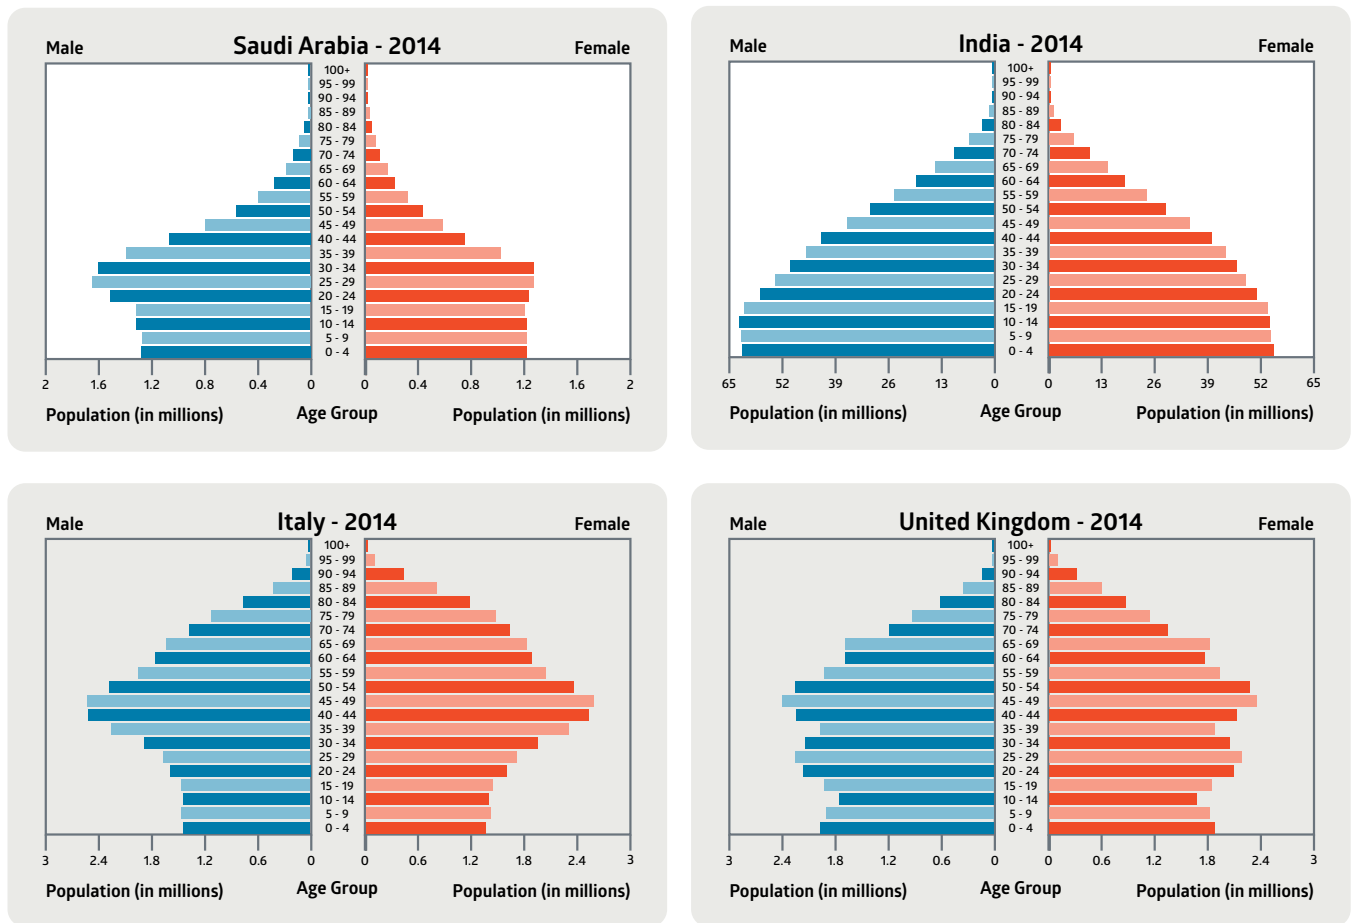 Male Saudi Arabia - 2014 Female
100+
95 - 99
90 - 94
85 - 89
80 - 84
75 - 79
70 - 74
65 - 69
60 - 64
55 - 59
50 - 54
45 - 49
40 - 44
35 - 39
30 - 34
25 - 29
20 - 24
15 - 19
10 - 14
5 - 9
0 - 4
2 1.6 1.2 0.8 0.4 0 0 0.4 0.8 1.2 1.6 2
Population (in millions) Age Group Population (in millions)
Male India - 2014 Female
100+
95 - 99
90 - 94
85 - 89
80 - 84
75 - 79
70 - 74
65 - 69
60 - 64
55 - 59
50 - 54
45 - 49
40 - 44
35 - 39
30 - 34
25 - 29
20 - 24
15 - 19
10 - 14
5 - 9
0 - 4
65 52 39 26 13 0 0 13 26 39 52 65
Population (in millions) Age Group Population (in millions)
Male Italy - 2014 Female
100+
95 - 99
90 - 94
85 - 89
80 - 84
75 - 79
70 - 74
65 - 69
60 - 64
55 - 59
50 - 54
45 - 49
40 - 44
35 - 39
30 - 34
25 - 29
20 - 24
15 - 19
10 - 14
5 - 9
0 - 4
3 2.4 1.8 1.2 0.6 0 0 0.6 1.2 1.8 2.4 3
Population (in millions) Age Group Population (in millions)
Male United Kingdom - 2014 Female
100+
95 - 99
90 - 94
85 - 89
80 - 84
75 - 79
70 - 74
65 - 69
60 - 64
55 - 59
50 - 54
45 - 49
40 - 44
35 - 39
30 - 34
25 - 29
20 - 24
15 - 19
10 - 14
5 - 9
0 - 4
3 2.4 1.8 1.2 0.6 0 0 0.6 1.2 1.8 2.4 3
Population (in millions) Age Group Population (in millions)